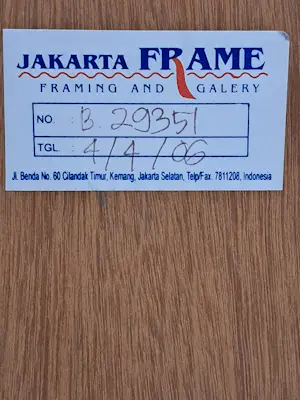 JAKARTA FRAME
FRAMING AND GALERY
NO. : B. 29351
TGL. : 4/4/06
Jl. Benda No. 60 Cilandak Timur, Kemang, Jakarta Selatan, Telp/Fax. 7811208, Indonesia